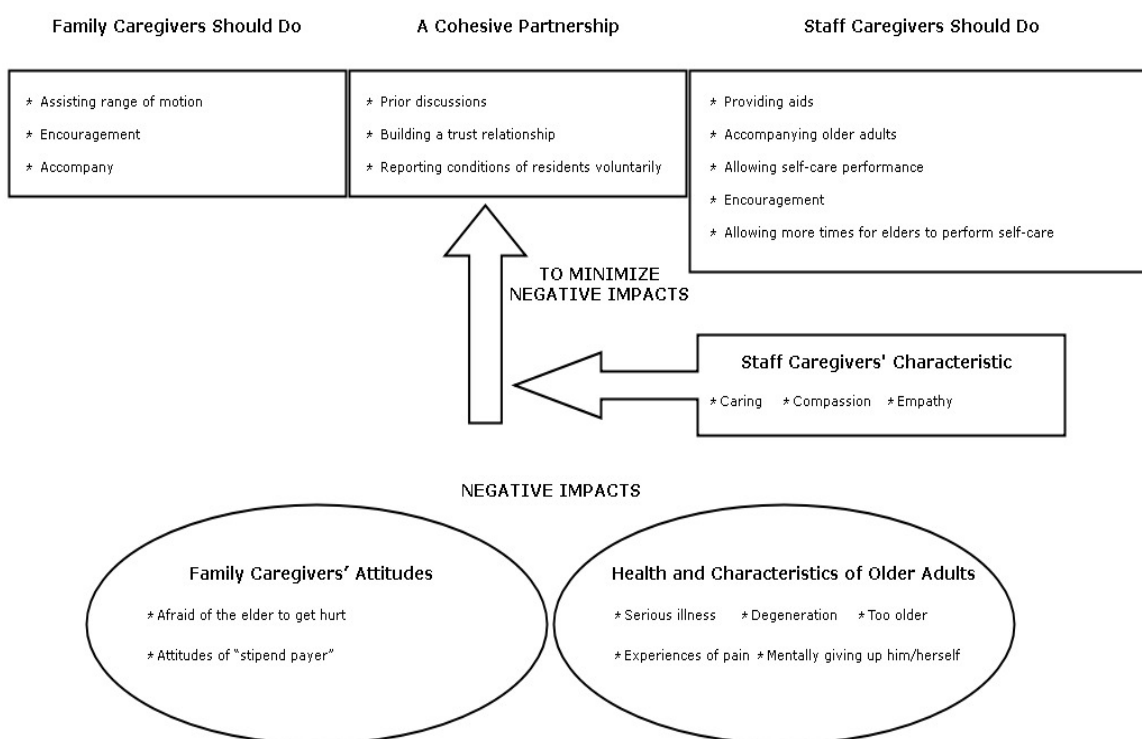 Family Caregivers Should Do
A Cohesive Partnership
Staff Caregivers Should Do
* Assisting range of motion
* Encouragement
* Accompany
* Prior discussions
* Building a trust relationship
* Reporting conditions of residents voluntarily
* Providing aids
* Accompanying older adults
* Allowing self-care performance
* Encouragement
* Allowing more times for elders to perform self-care
TO MINIMIZE
NEGATIVE IMPACTS
Staff Caregivers' Characteristic
* Caring * Compassion * Empathy
NEGATIVE IMPACTS
Family Caregivers’ Attitudes
* Afraid of the elder to get hurt
* Attitudes of “stipend payer”
Health and Characteristics of Older Adults
* Serious illness * Degeneration * Too older
* Experiences of pain * Mentally giving up him/herself